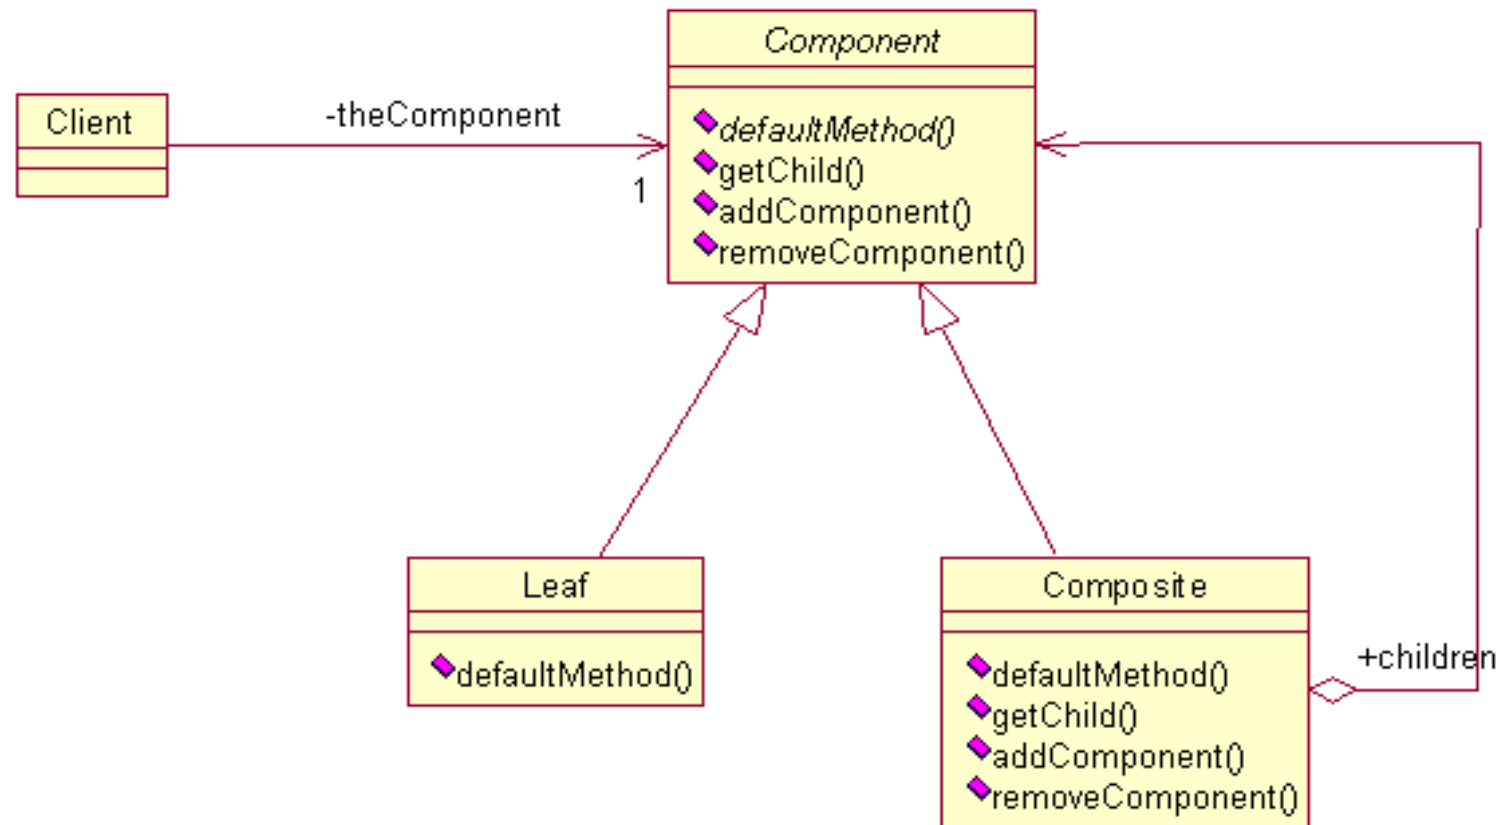 Component
Client
-theComponent
1
defaultMethod()
getChild()
addComponent()
removeComponent()
Leaf
defaultMethod()
Composite
defaultMethod()
getChild()
addComponent()
removeComponent()
+children